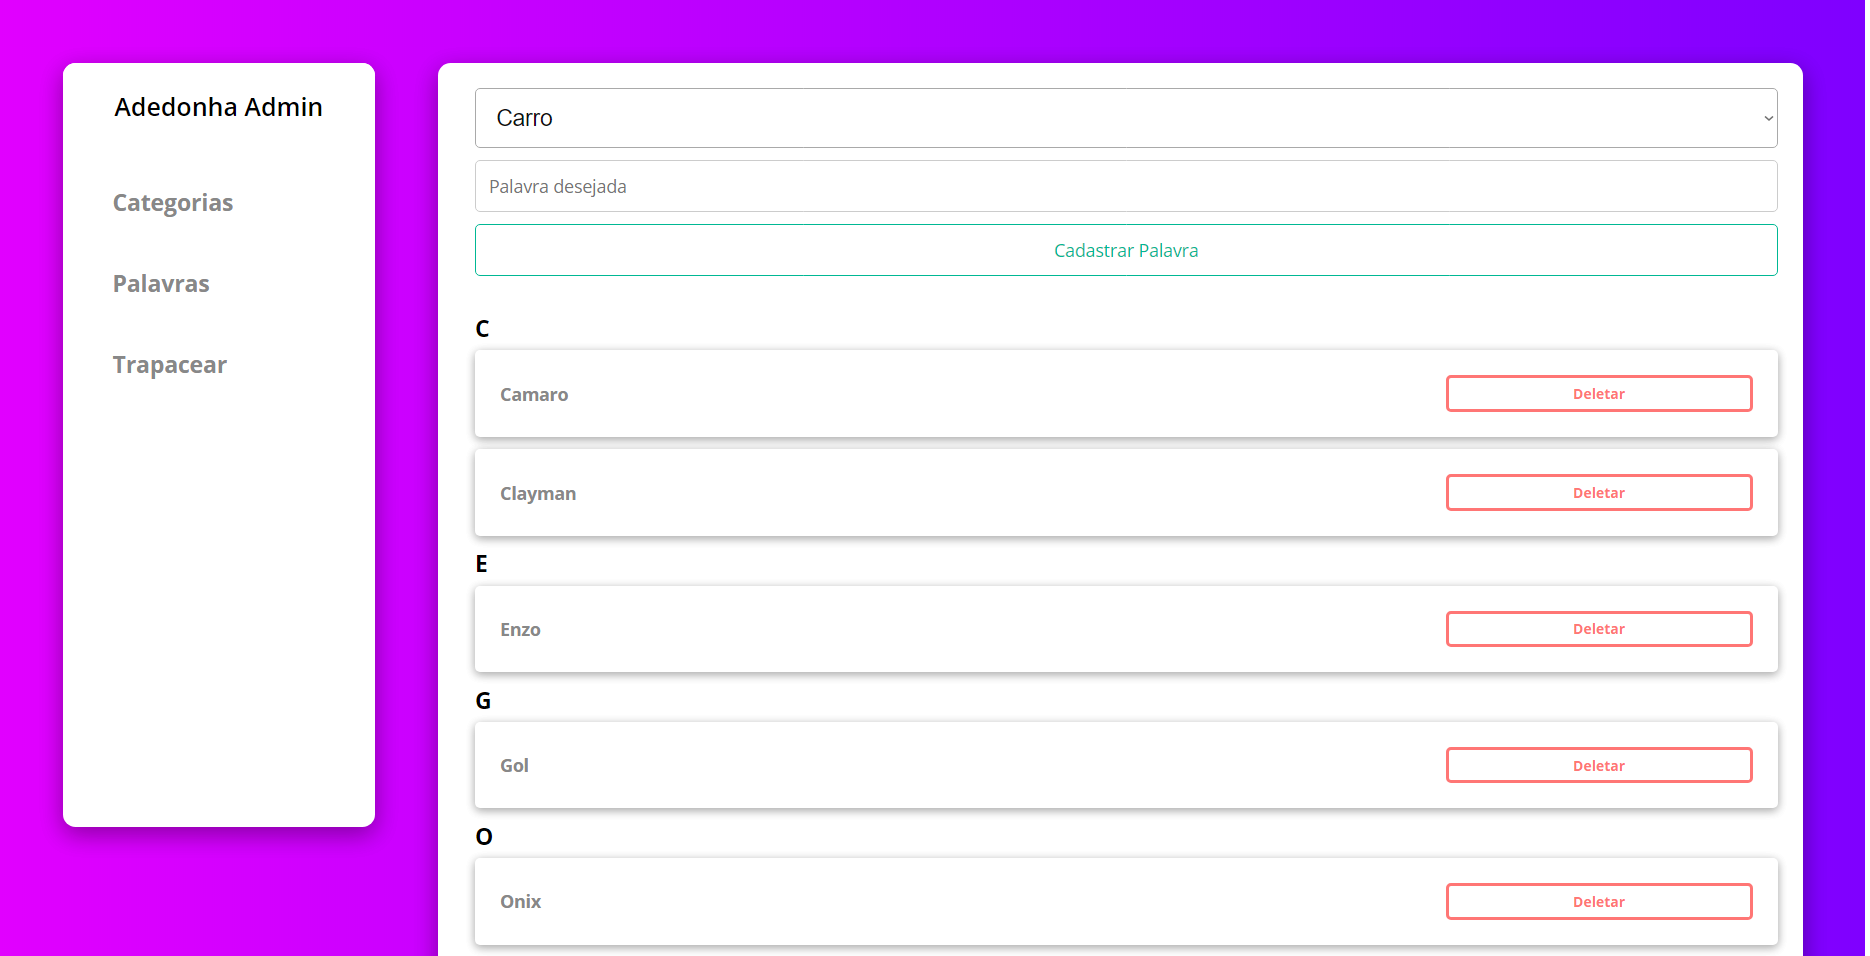 Adedonha Admin
Categorias
Palavras
Trapacear
Carro
Palavra desejada
Cadastrar Palavra
C
Camaro
Deletar
Clayman
Deletar
E
Enzo
Deletar
G
Gol
Deletar
O
Onix
Deletar